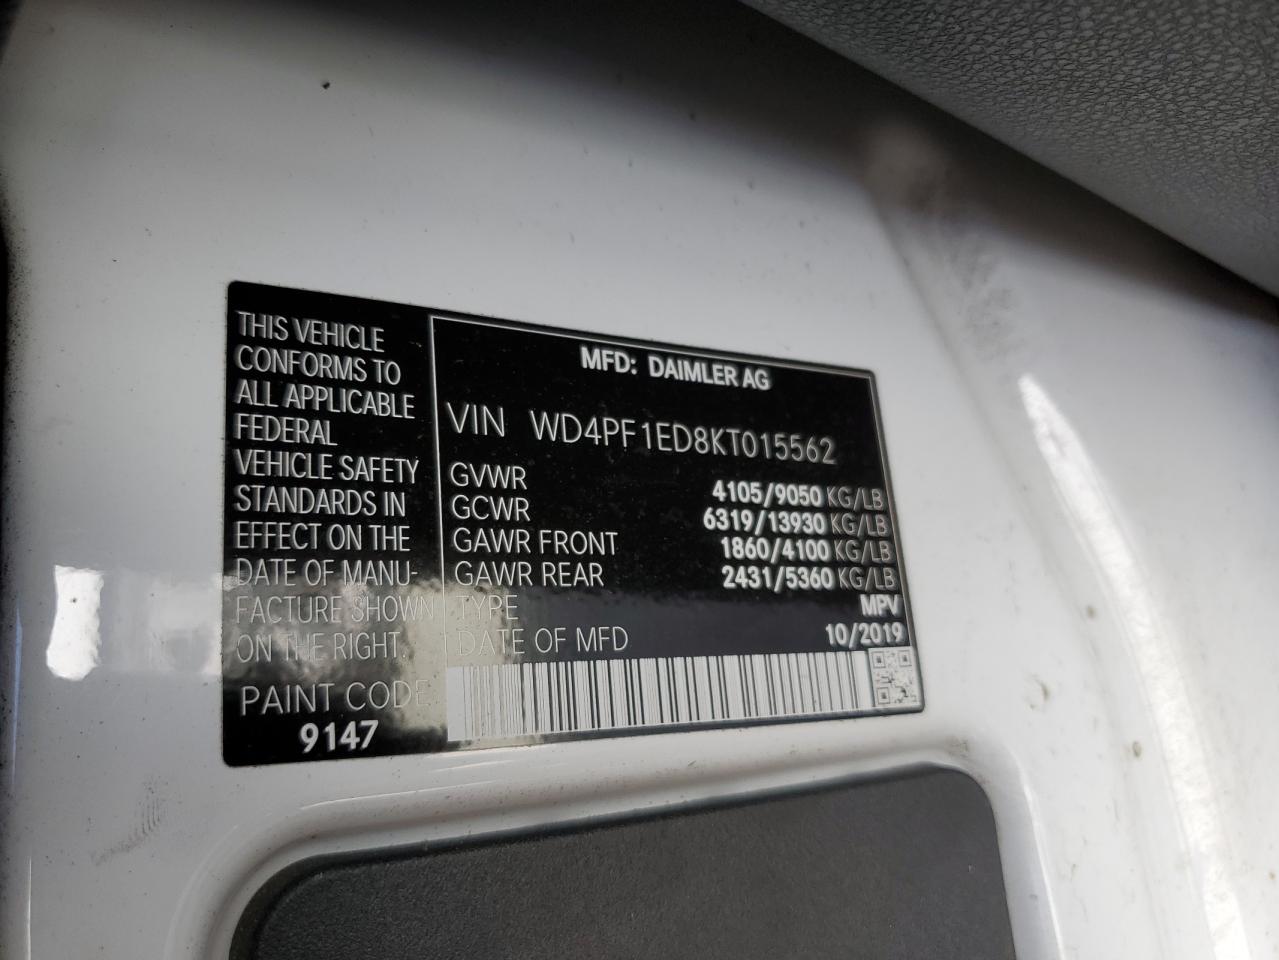 THIS VEHICLE
CONFORMS TO
ALL APPLICABLE
FEDERAL
VEHICLE SAFETY
STANDARDS IN
EFFECT ON THE
DATE OF MANU-
FACTURE SHOWN
ON THE RIGHT.
PAINT CODE
9147
MFD: DAIMLER AG
VIN WD4PF1ED8KT015562
GVWR 4105/9050 KG/LB
GCWR 6319/13930 KG/LB
GAWR FRONT 1860/4100 KG/LB
GAWR REAR 2431/5360 KG/LB
TYPE MPV
DATE OF MFD 10/2019